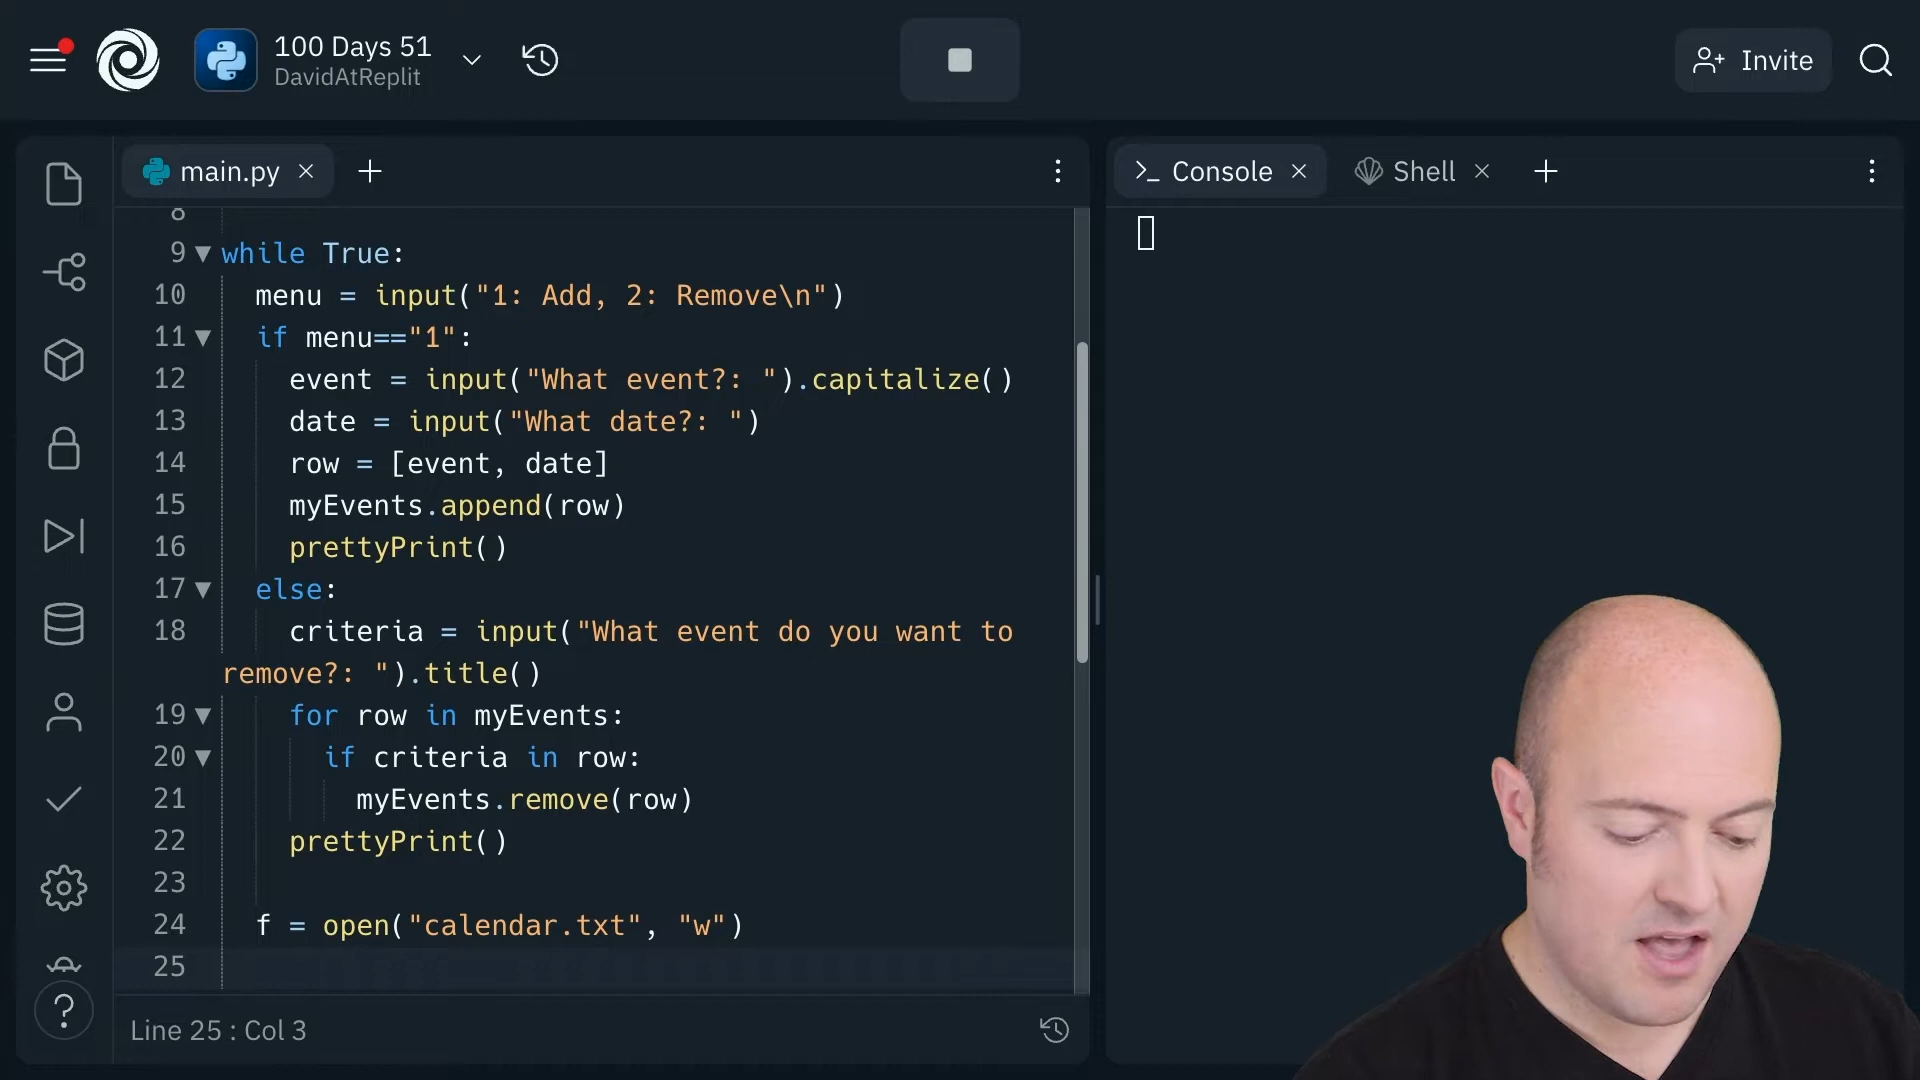 100 Days 51
DavidAtReplit
Invite
main.py
8
9 while True:
10 menu = input("1: Add, 2: Remove\n")
11 if menu=="1":
12 event = input("What event?: ").capitalize()
13 date = input("What date?: ")
14 row = [event, date]
15 myEvents.append(row)
16 prettyPrint()
17 else:
18 criteria = input("What event do you want to
remove?: ").title()
19 for row in myEvents:
20 if criteria in row:
21 myEvents.remove(row)
22 prettyPrint()
23
24 f = open("calendar.txt", "w")
25
Line 25 : Col 3
Console
Shell